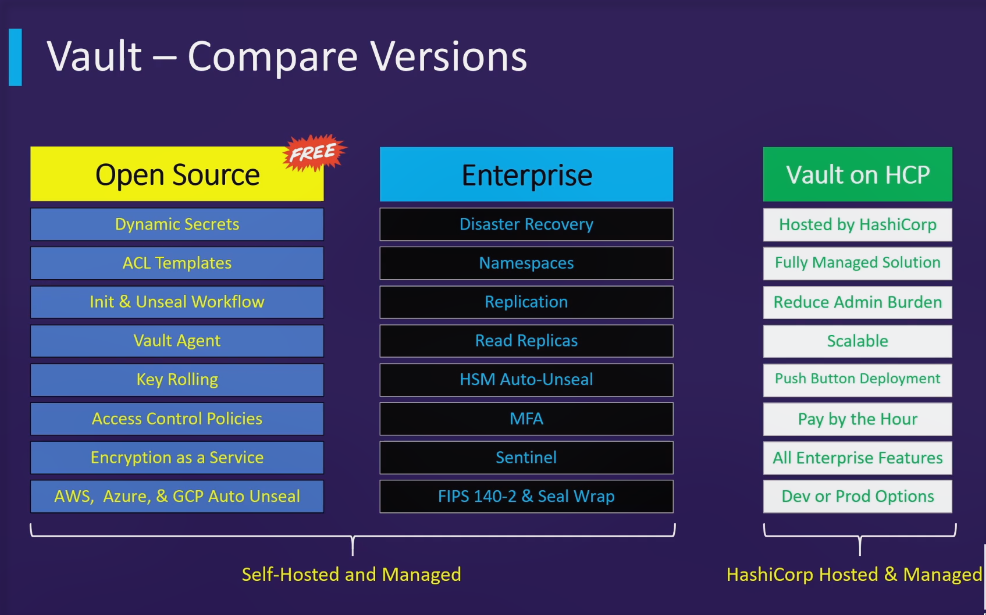 Vault – Compare Versions
FREE
Open Source
Dynamic Secrets
ACL Templates
Init & Unseal Workflow
Vault Agent
Key Rolling
Access Control Policies
Encryption as a Service
AWS, Azure, & GCP Auto Unseal
Enterprise
Disaster Recovery
Namespaces
Replication
Read Replicas
HSM Auto-Unseal
MFA
Sentinel
FIPS 140-2 & Seal Wrap
Self-Hosted and Managed
Vault on HCP
Hosted by HashiCorp
Fully Managed Solution
Reduce Admin Burden
Scalable
Push Button Deployment
Pay by the Hour
All Enterprise Features
Dev or Prod Options
HashiCorp Hosted & Managed